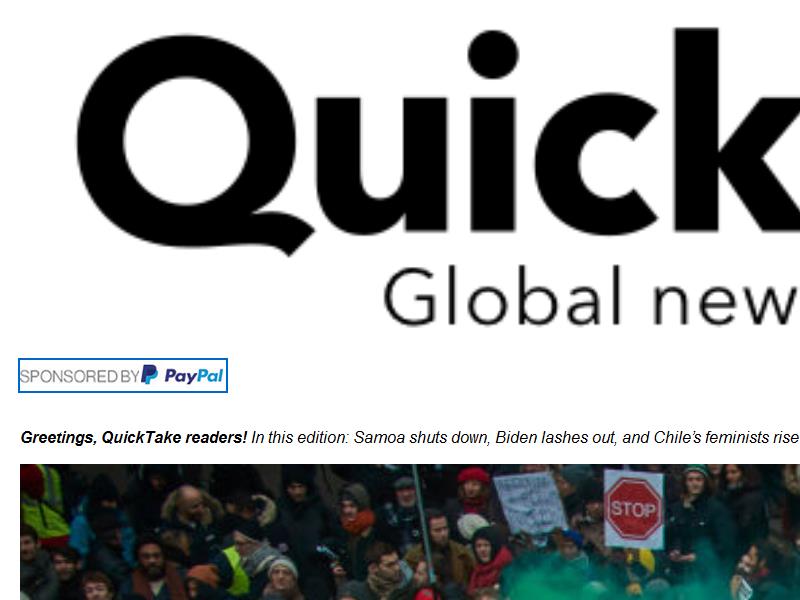 Quick
Global new
SPONSORED BY PayPal
Greetings, QuickTake readers! In this edition: Samoa shuts down, Biden lashes out, and Chile's feminists rise
STOP